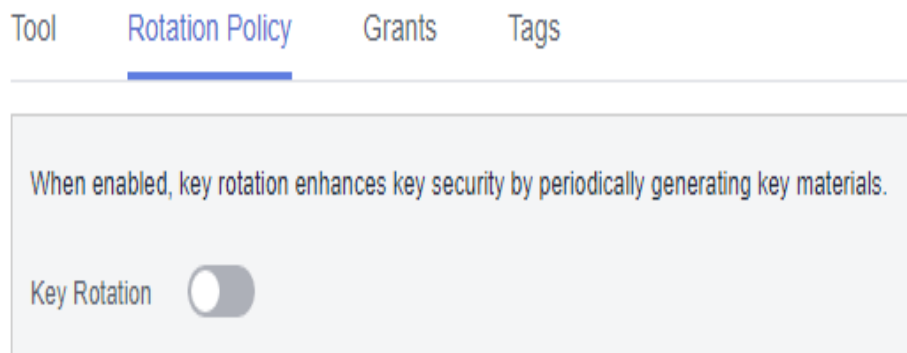 Tool Rotation Policy Grants Tags
When enabled, key rotation enhances key security by periodically generating key materials.
Key Rotation